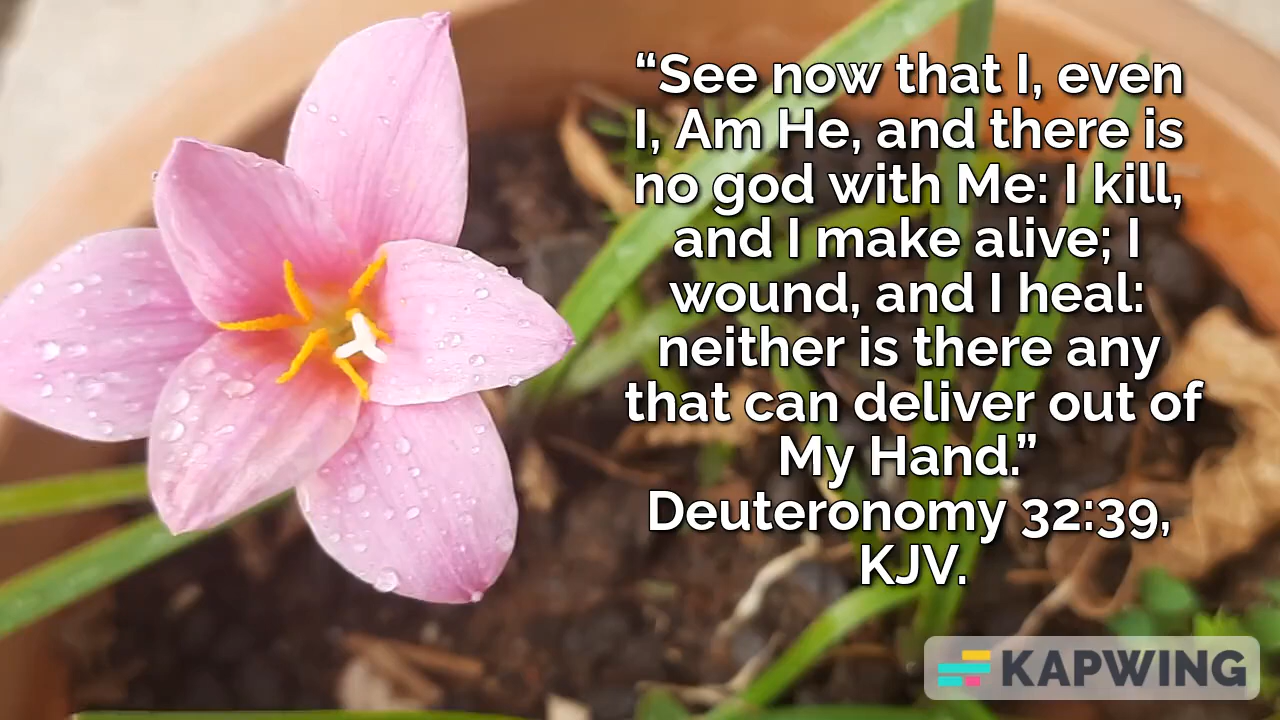 “See now that I, even
I, Am He, and there is
no god with Me: I kill,
and I make alive; I
wound, and I heal:
neither is there any
that can deliver out of
My Hand.”
Deuteronomy 32:39,
KJV.
KAPWING